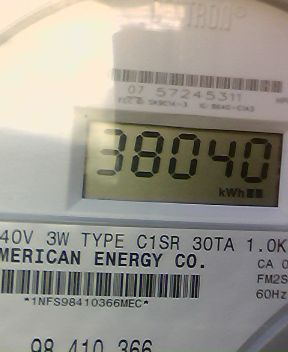 07 57245311
38040
kWh
40V 3W TYPE C1SR 30TA 1.0K
MERICAN ENERGY CO.
CA 0
FM2S
60Hz
*1NFS98410366MEC*
98 410 366